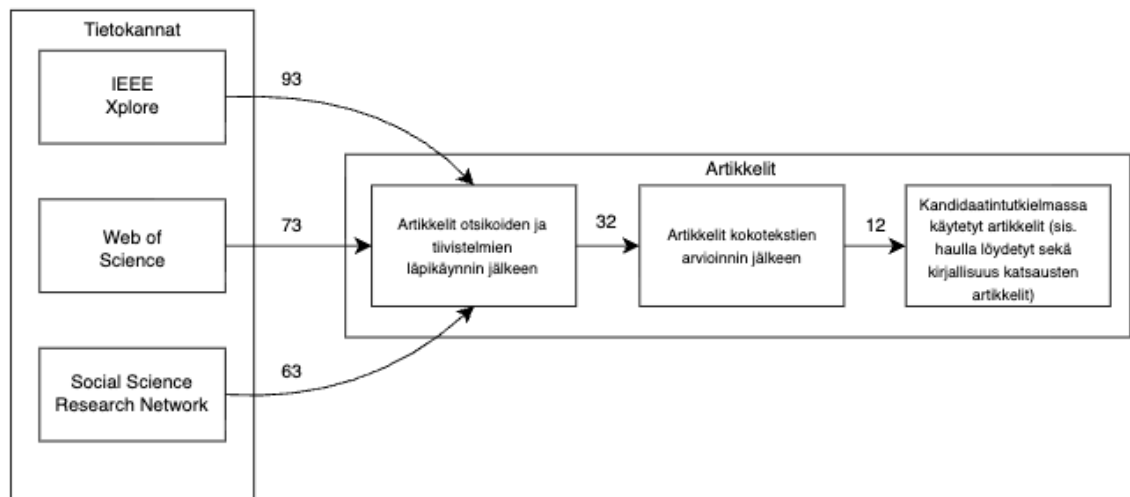 Tietokannat
IEEE
Xplore
93
Web of
Science
73
Social Science
Research Network
63
Artikkelit
Artikkelit otsikoiden ja
tiivistelmien
läpikäynnin jälkeen
32
Artikkelit kokotekstien
arvioinnin jälkeen
12
Kandidaatintutkielmassa
käytetyt artikkelit (sis.
haulla löydetyt sekä
kirjallisuus katsausten
artikkelit)